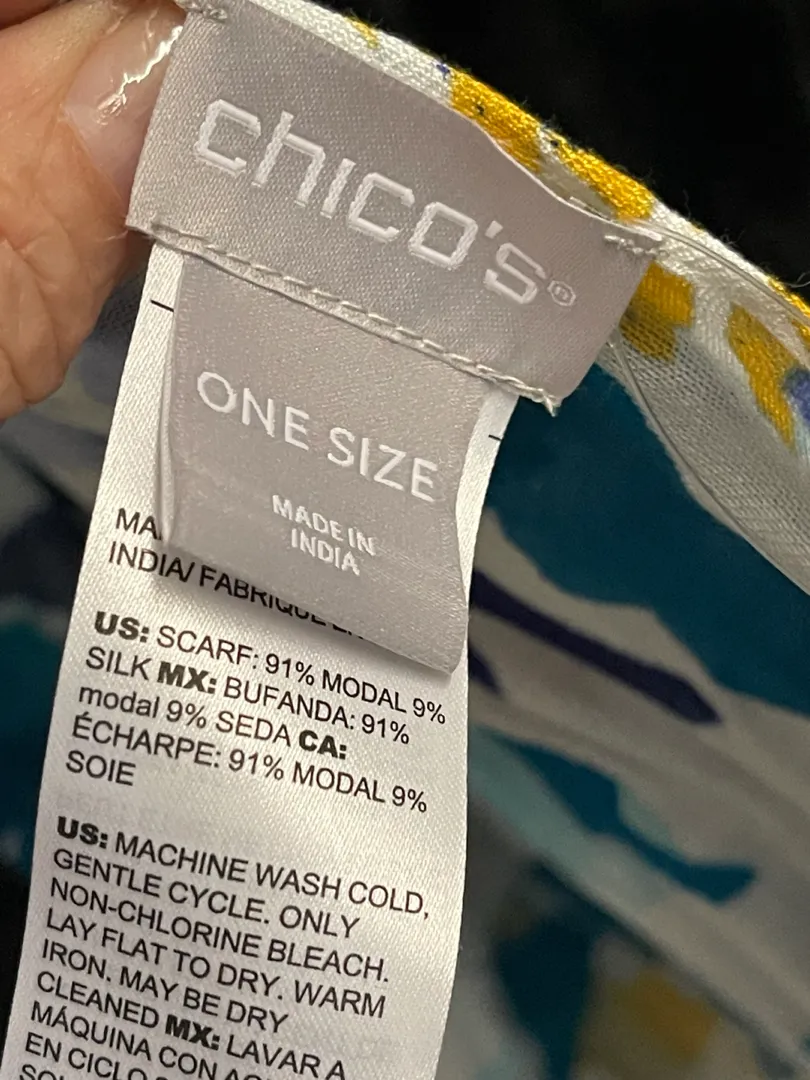 chico's®
ONE SIZE
MADE IN
INDIA
INDIA/ FABRIQUE
US: SCARF: 91% MODAL 9%
SILK MX: BUFANDA: 91%
modal 9% SEDA CA:
ÉCHARPE: 91% MODAL 9%
SOIE
US: MACHINE WASH COLD,
GENTLE CYCLE. ONLY
NON-CHLORINE BLEACH.
LAY FLAT TO DRY. WARM
IRON. MAY BE DRY
CLEANED MX: LAVAR A
MÁQUINA CON
EN CICLO